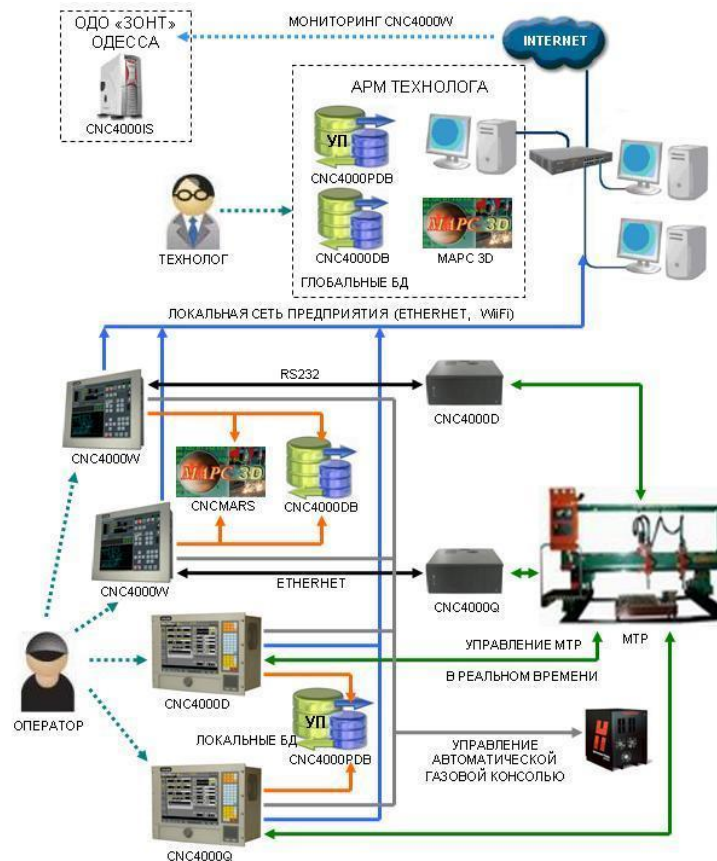 ОДО «ЗОНТ»
ОДЕССА
CNC4000IS
МОНИТОРИНГ CNC4000W
INTERNET
АРМ ТЕХНОЛОГА
УП
CNC4000PDB
CNC4000DB
МАРС 3D
МАРС 3D
ГЛОБАЛЬНЫЕ БД
ТЕХНОЛОГ
ЛОКАЛЬНАЯ СЕТЬ ПРЕДПРИЯТИЯ (ETHERNET, WiiFi)
RS232
CNC4000W
CNC4000D
МАРС 3D
CNCMARS
CNC4000DB
CNC4000W
ETHERNET
CNC4000Q
МТР
УПРАВЛЕНИЕ МТР
В РЕАЛЬНОМ ВРЕМЕНИ
CNC4000D
ОПЕРАТОР
УП
ЛОКАЛЬНЫЕ БД
CNC4000PDB
УПРАВЛЕНИЕ
АВТОМАТИЧЕСКОЙ
ГАЗОВОЙ КОНСОЛЬЮ
CNC4000Q